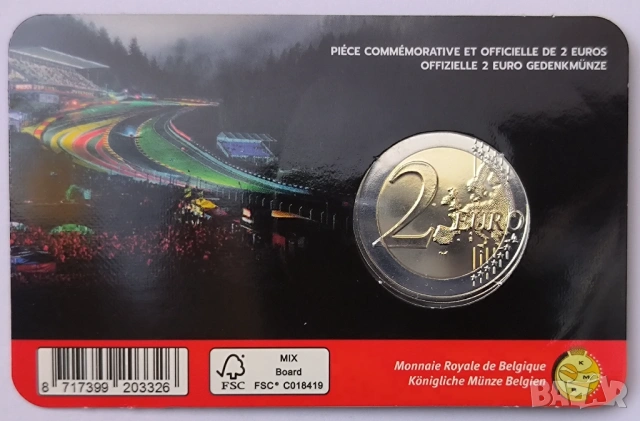 PIÈCE COMMÉMORATIVE ET OFFICIELLE DE 2 EUROS
OFFIZIELLE 2 EURO GEDENKMÜNZE
2 EURO
8 717399 203326
FSC
MIX
Board
FSC® C018419
Monnaie Royale de Belgique
Königliche Münze Belgien
K
M
P
BAZAR